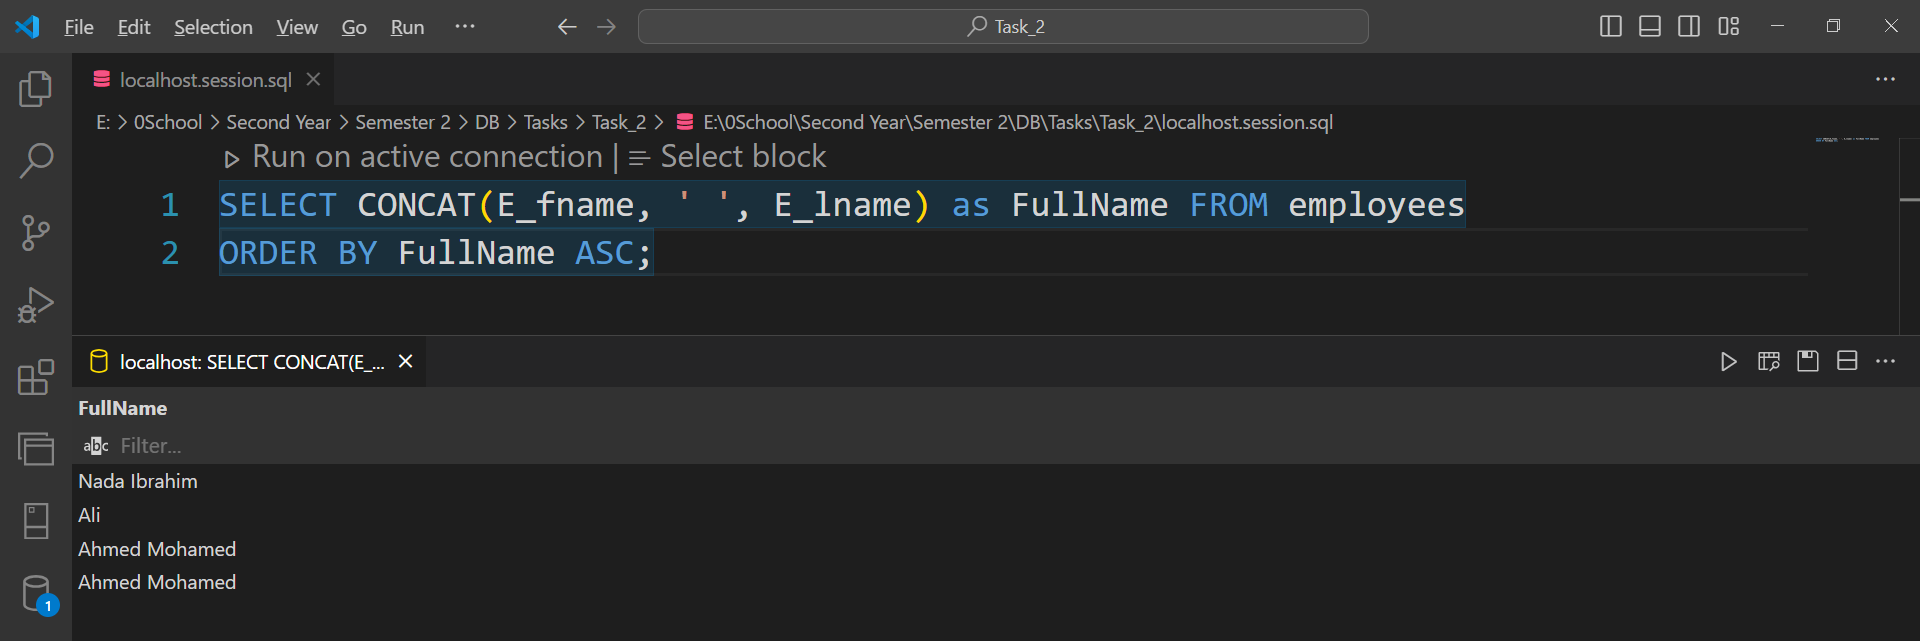 File Edit Selection View Go Run ··· Task_2
localhost.session.sql
E: > 0School > Second Year > Semester 2 > DB > Tasks > Task_2 > E:\0School\Second Year\Semester 2\DB\Tasks\Task_2\localhost.session.sql
Run on active connection | Select block
1 SELECT CONCAT(E_fname, ' ', E_lname) as FullName FROM employees
2 ORDER BY FullName ASC;
localhost: SELECT CONCAT(E_...
FullName
abc Filter...
Nada Ibrahim
Ali
Ahmed Mohamed
Ahmed Mohamed
1